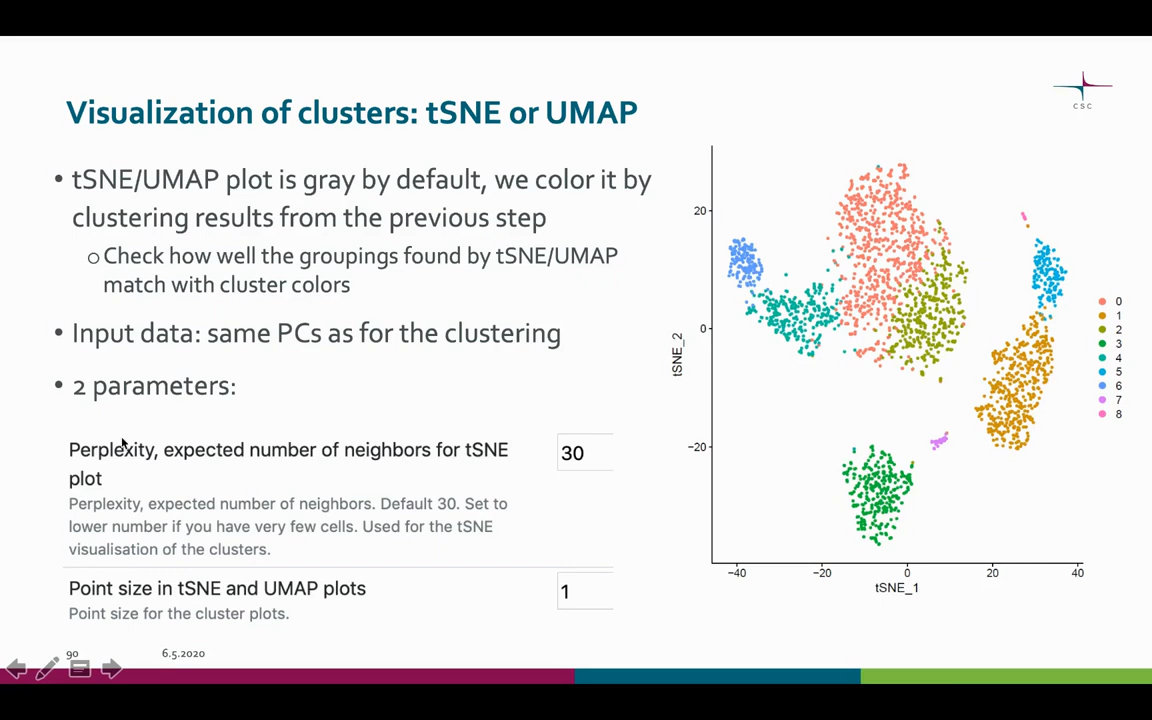 Visualization of clusters: tSNE or UMAP
CSC
• tSNE/UMAP plot is gray by default, we color it by
clustering results from the previous step
o Check how well the groupings found by tSNE/UMAP
match with cluster colors
• Input data: same PCs as for the clustering
• 2 parameters:
Perplexity, expected number of neighbors for tSNE
plot
30
Perplexity, expected number of neighbors. Default 30. Set to
lower number if you have very few cells. Used for the tSNE
visualisation of the clusters.
Point size in tSNE and UMAP plots
1
Point size for the cluster plots.
tSNE_2
20
0
−20
−40
−20
0
20
40
tSNE_1
0
1
2
3
4
5
6
7
8
90
6.5.2020